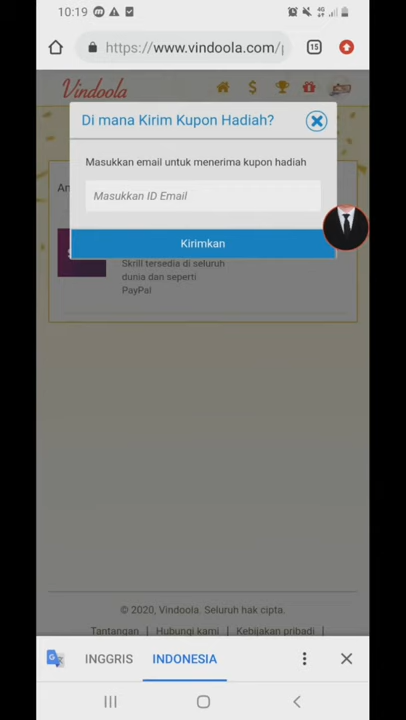 10:19
4G
https://www.vindoola.com/
15
Vindoola
Di mana Kirim Kupon Hadiah?
Masukkan email untuk menerima kupon hadiah
Masukkan ID Email
Kirimkan
Skrill tersedia di seluruh
dunia dan seperti
PayPal
© 2020, Vindoola. Seluruh hak cipta.
Tantangan | Hubungi kami | Kebijakan pribadi |
INGGRIS
INDONESIA